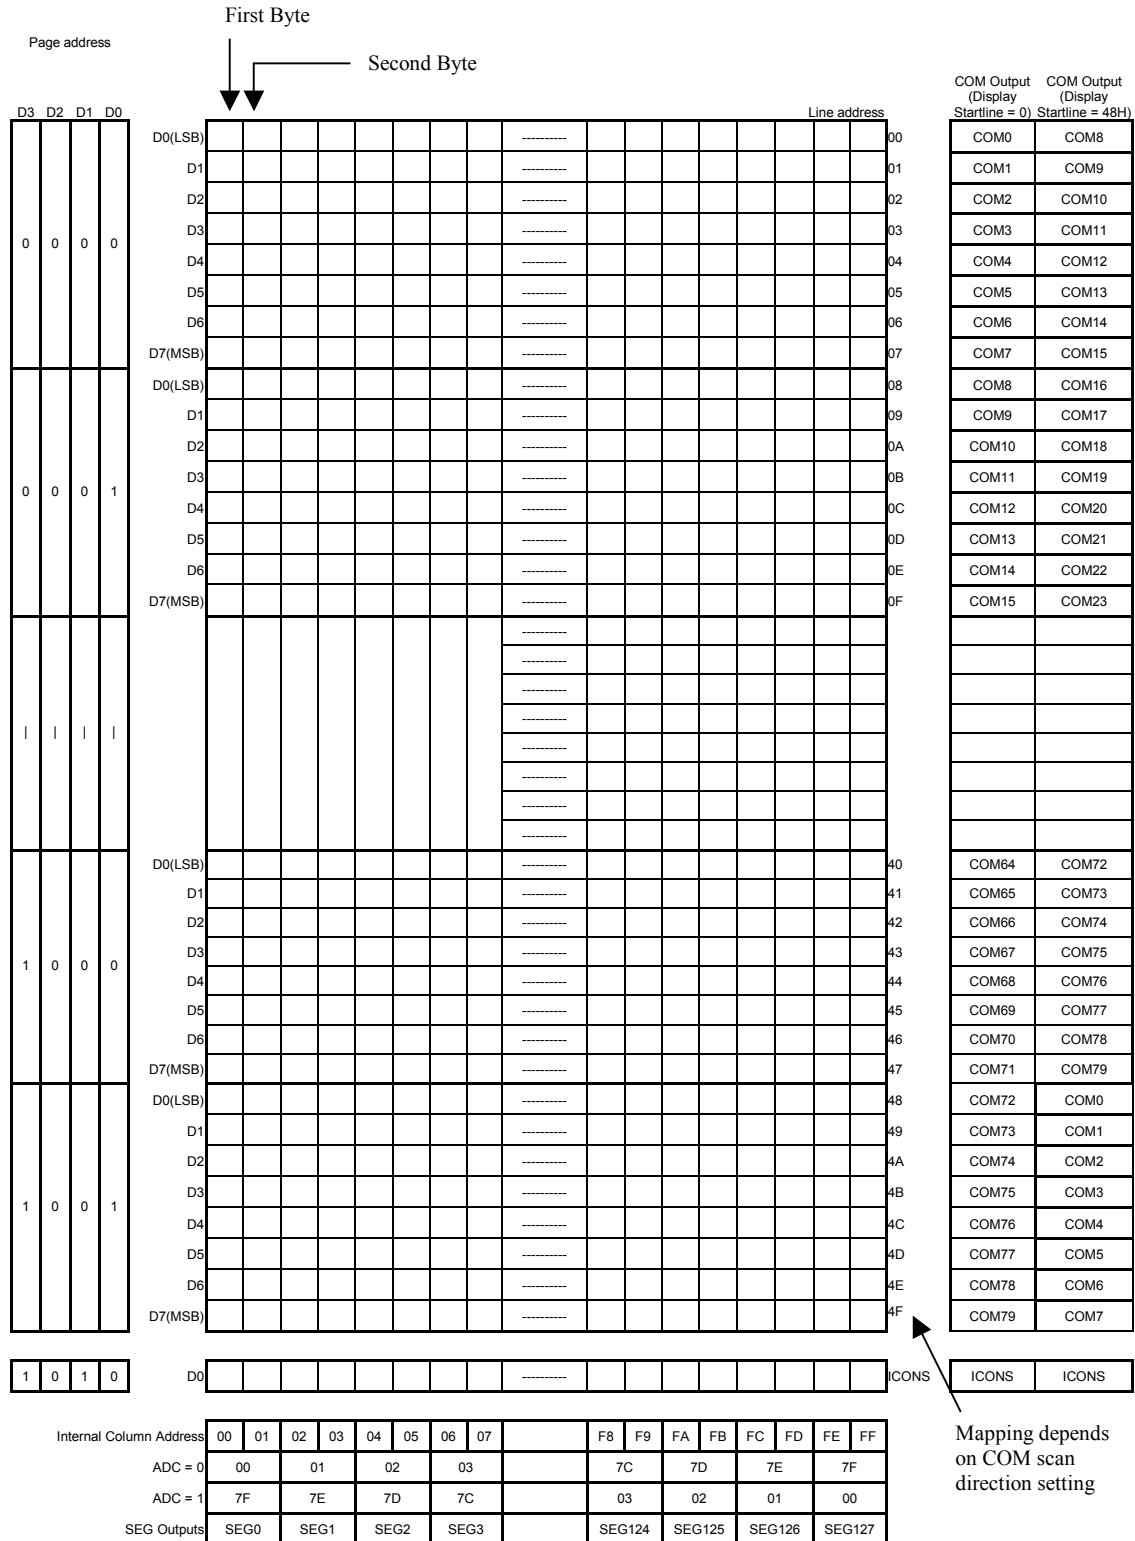 First Byte
Page address
Second Byte
COM Output (Display Startline = 0) COM Output (Display Startline = 48H)
D3 D2 D1 D0 Line address
D0(LSB) ---------- 00 COM0 COM8
D1 ---------- 01 COM1 COM9
D2 ---------- 02 COM2 COM10
D3 ---------- 03 COM3 COM11
0 0 0 0
D4 ---------- 04 COM4 COM12
D5 ---------- 05 COM5 COM13
D6 ---------- 06 COM6 COM14
D7(MSB) ---------- 07 COM7 COM15
D0(LSB) ---------- 08 COM8 COM16
D1 ---------- 09 COM9 COM17
D2 ---------- 0A COM10 COM18
D3 ---------- 0B COM11 COM19
0 0 0 1
D4 ---------- 0C COM12 COM20
D5 ---------- 0D COM13 COM21
D6 ---------- 0E COM14 COM22
D7(MSB) ---------- 0F COM15 COM23
----------
----------
----------
----------
| | | |
----------
----------
----------
----------
D0(LSB) ---------- 40 COM64 COM72
D1 ---------- 41 COM65 COM73
D2 ---------- 42 COM66 COM74
D3 ---------- 43 COM67 COM75
1 0 0 0
D4 ---------- 44 COM68 COM76
D5 ---------- 45 COM69 COM77
D6 ---------- 46 COM70 COM78
D7(MSB) ---------- 47 COM71 COM79
D0(LSB) ---------- 48 COM72 COM0
D1 ---------- 49 COM73 COM1
D2 ---------- 4A COM74 COM2
D3 ---------- 4B COM75 COM3
1 0 0 1
D4 ---------- 4C COM76 COM4
D5 ---------- 4D COM77 COM5
D6 ---------- 4E COM78 COM6
D7(MSB) ---------- 4F COM79 COM7
1 0 1 0 D0 ---------- ICONS ICONS ICONS
Internal Column Address 00 01 02 03 04 05 06 07 F8 F9 FA FB FC FD FE FF
ADC = 0 00 01 02 03 7C 7D 7E 7F
ADC = 1 7F 7E 7D 7C 03 02 01 00
SEG Outputs SEG0 SEG1 SEG2 SEG3 SEG124 SEG125 SEG126 SEG127
Mapping depends
on COM scan
direction setting